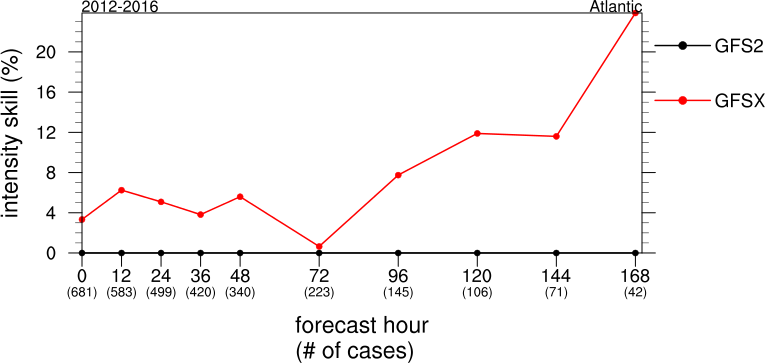 2012-2016 Atlantic
20
16
12
8
4
0
intensity skill (%)
GFS2
GFSX
0 12 24 36 48 72 96 120 144 168
(681) (583) (499) (420) (340) (223) (145) (106) (71) (42)
forecast hour
(# of cases)